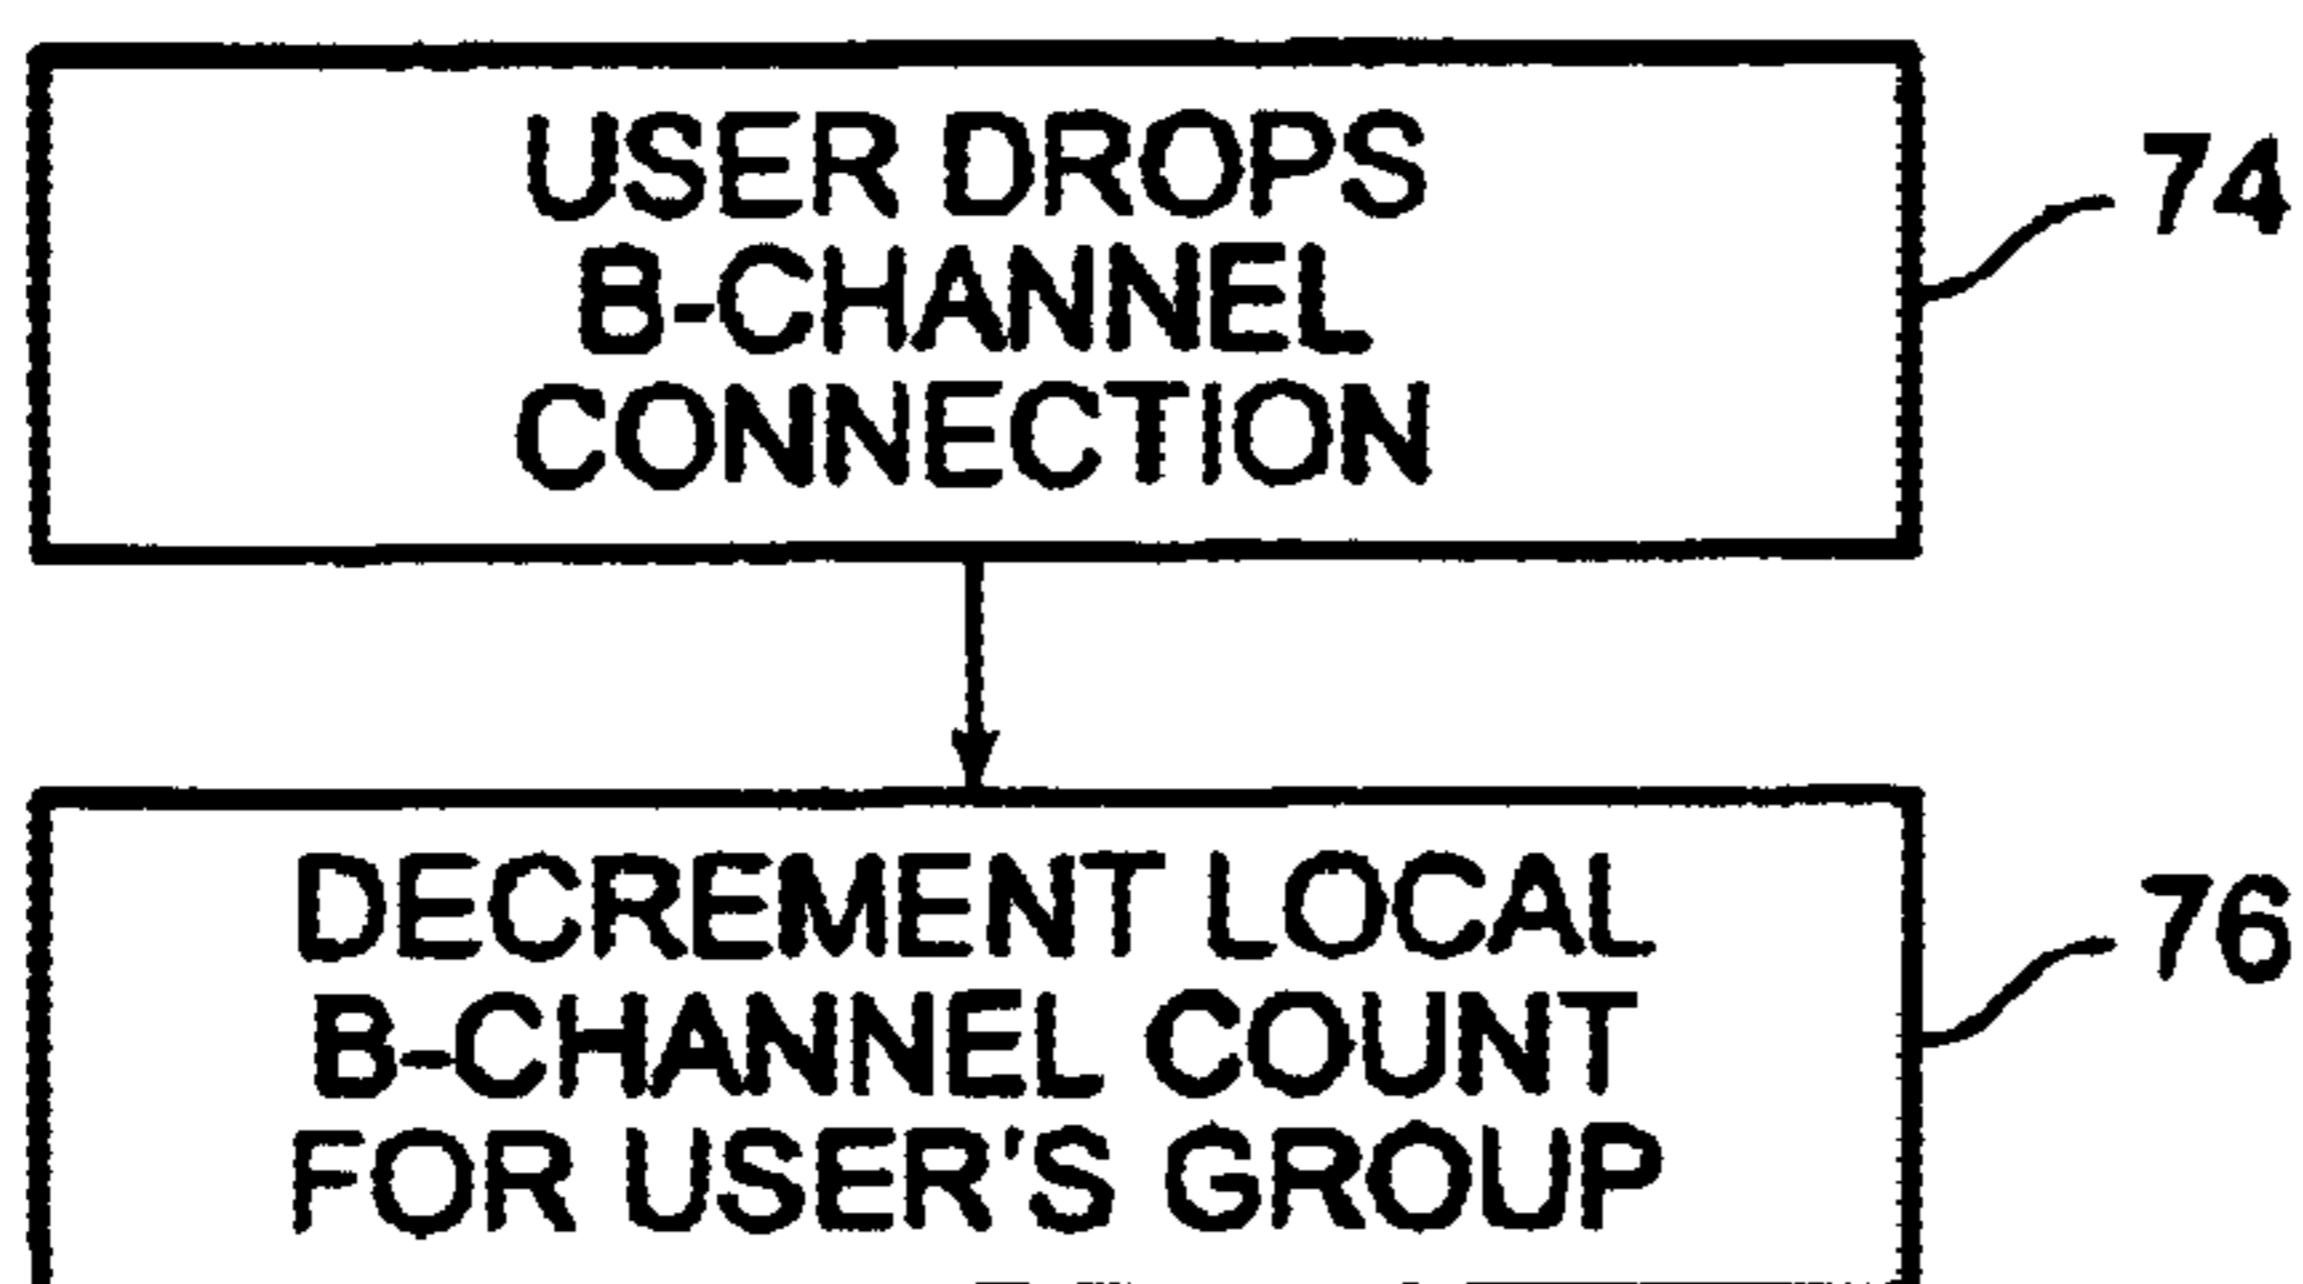 USER DROPS
B-CHANNEL
CONNECTION
74
DECREMENT LOCAL
B-CHANNEL COUNT
FOR USER'S GROUP
76